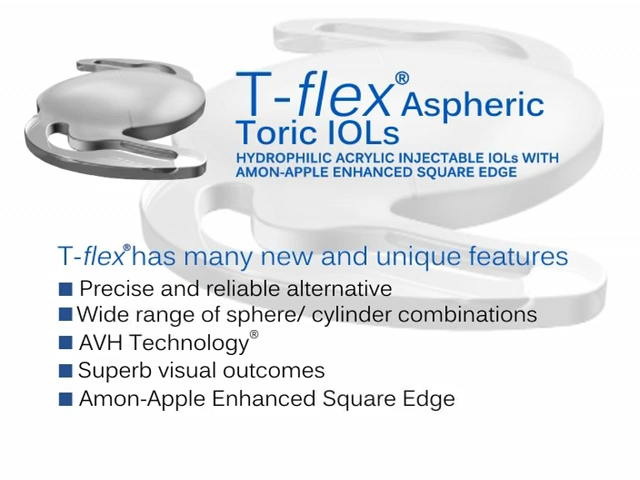 T-flex® Aspheric
Toric IOLs
HYDROPHILIC ACRYLIC INJECTABLE IOLs WITH
AMON-APPLE ENHANCED SQUARE EDGE
T-flex® has many new and unique features
■ Precise and reliable alternative
■ Wide range of sphere/ cylinder combinations
■ AVH Technology®
■ Superb visual outcomes
■ Amon-Apple Enhanced Square Edge